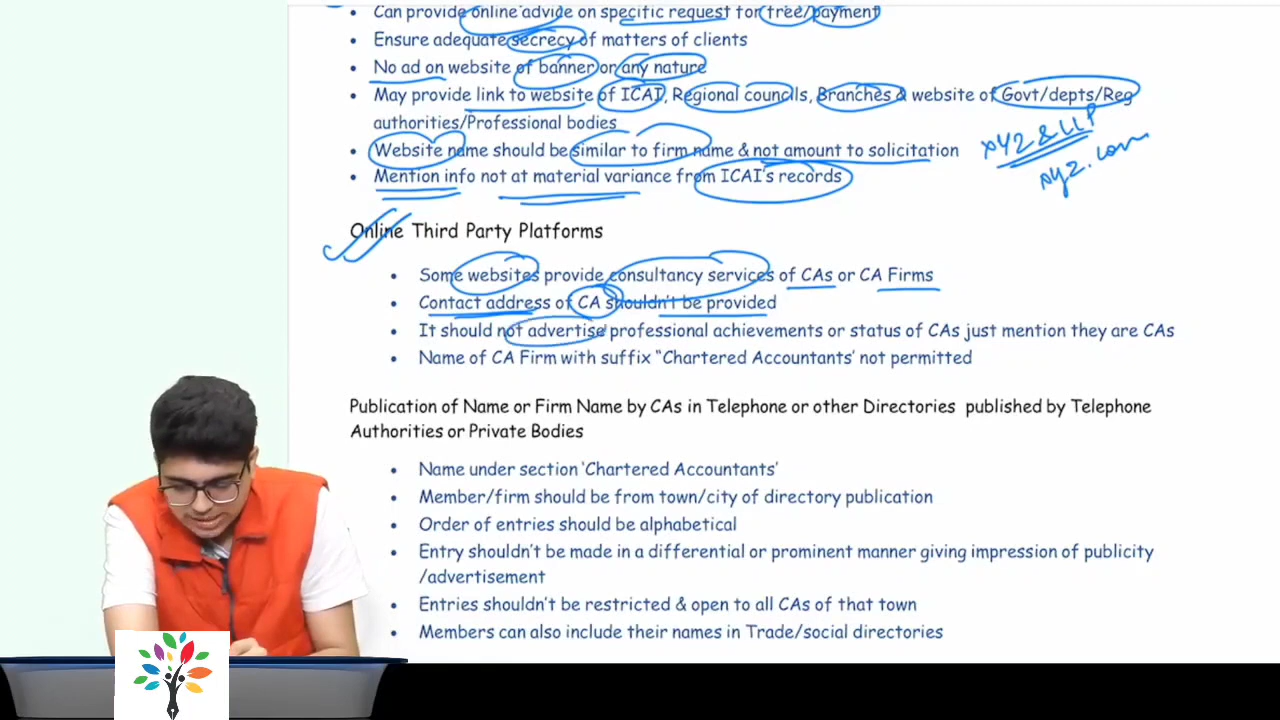 Can provide online advice on specific request for free/payment
Ensure adequate secrecy of matters of clients
No ad on website of banner or any nature
May provide link to website of ICAI, Regional councils, Branches & website of Govt/depts/Reg
authorities/Professional bodies
Website name should be similar to firm name & not amount to solicitation
Mention info not at material variance from ICAI's records
xyz & LLP
xyz.com
Online Third Party Platforms
Some websites provide consultancy services of CAs or CA Firms
Contact address of CA shouldn't be provided
It should not advertise professional achievements or status of CAs just mention they are CAs
Name of CA Firm with suffix "Chartered Accountants' not permitted
Publication of Name or Firm Name by CAs in Telephone or other Directories published by Telephone
Authorities or Private Bodies
Name under section 'Chartered Accountants'
Member/firm should be from town/city of directory publication
Order of entries should be alphabetical
Entry shouldn't be made in a differential or prominent manner giving impression of publicity
/advertisement
Entries shouldn't be restricted & open to all CAs of that town
Members can also include their names in Trade/social directories